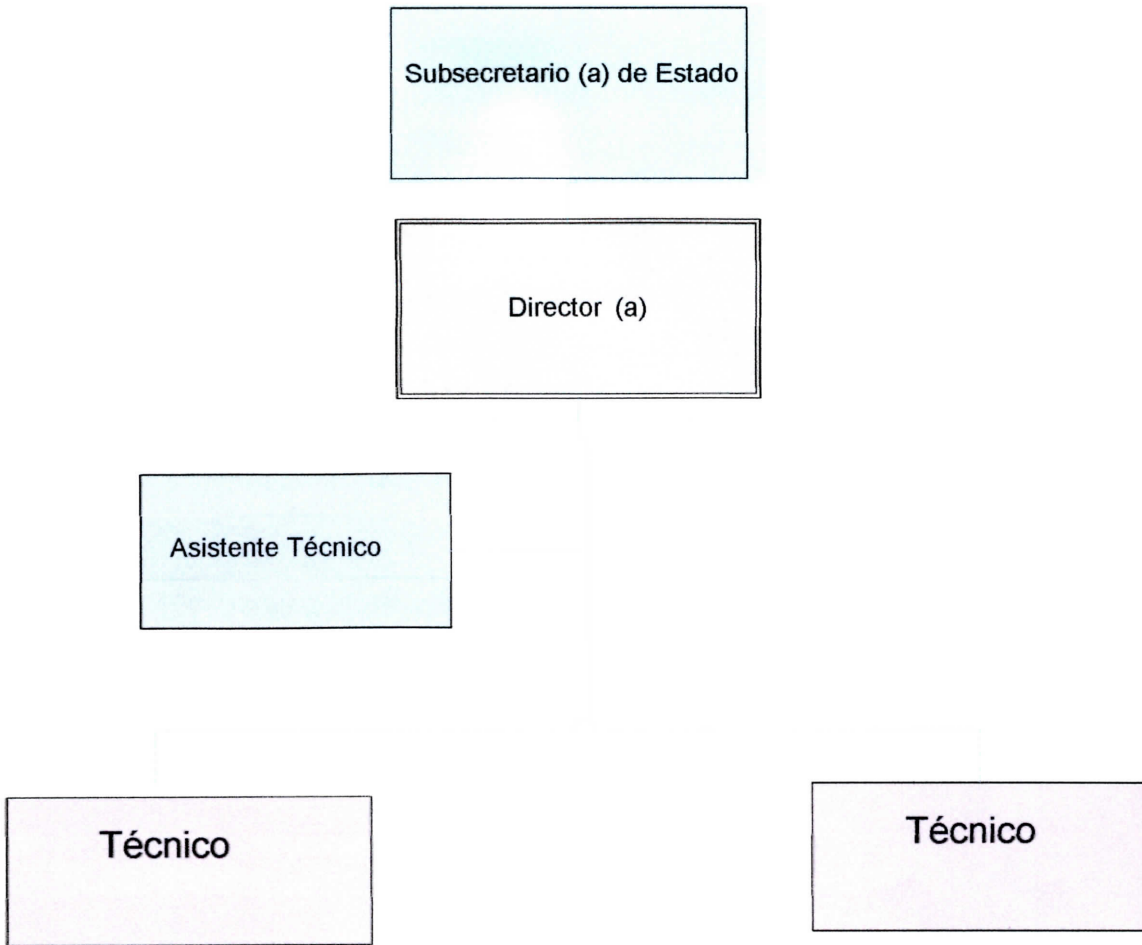 Subsecretario (a) de Estado
Director (a)
Asistente Técnico
Técnico
Técnico